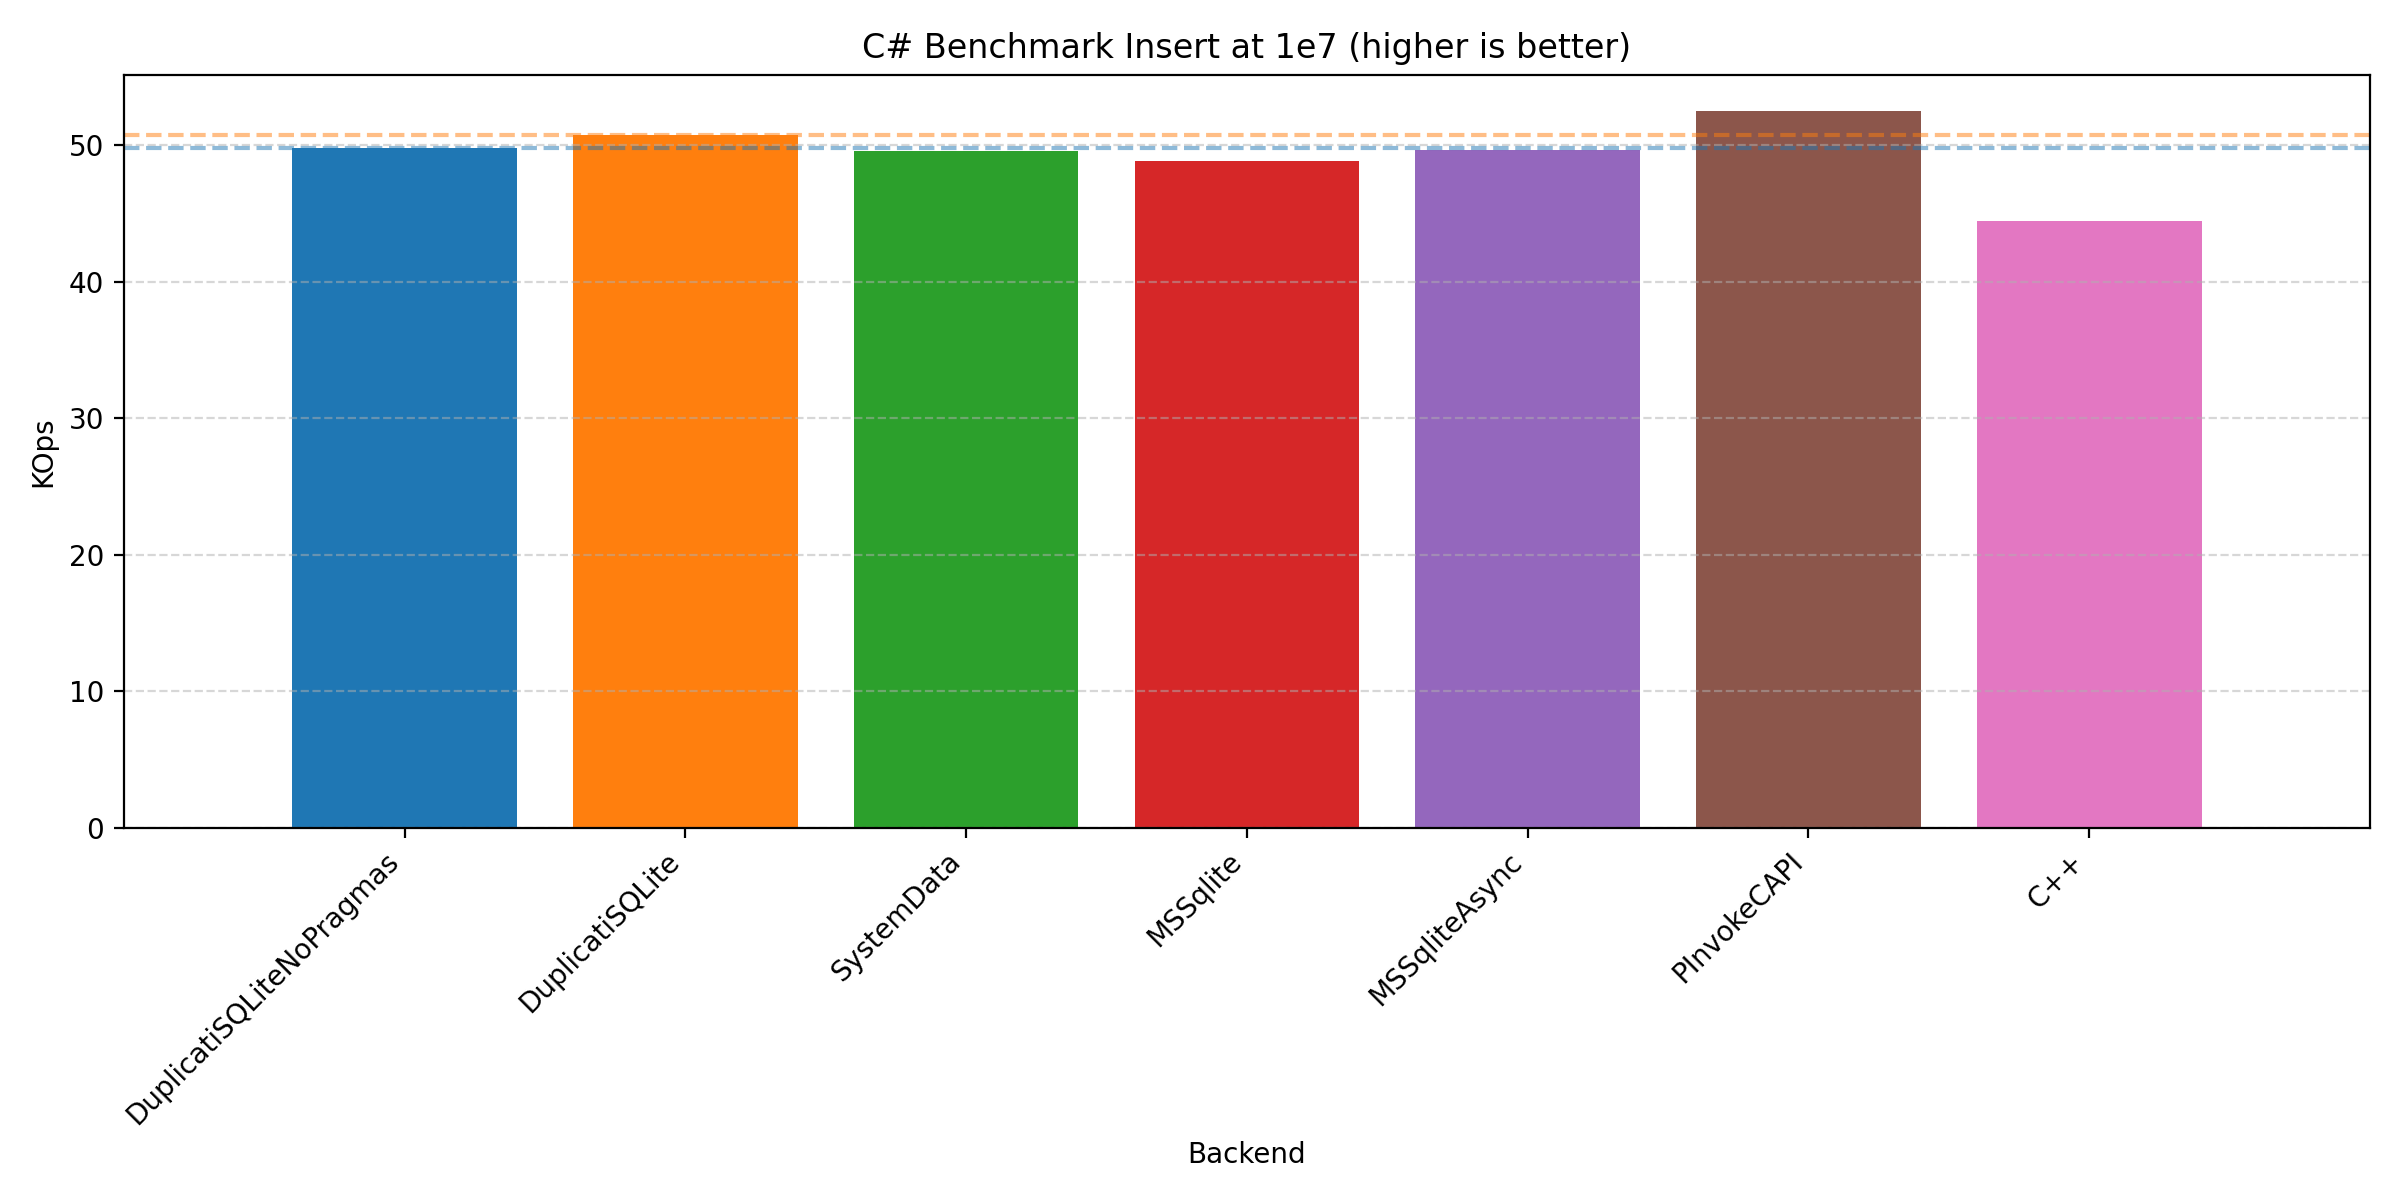 C# Benchmark Insert at 1e7 (higher is better)
KOps
50
40
30
20
10
0
DuplicatiSQLiteNoPragmas
DuplicatiSQLite
SystemData
MSSqlite
MSSqliteAsync
PInvokeCAPI
C++
Backend